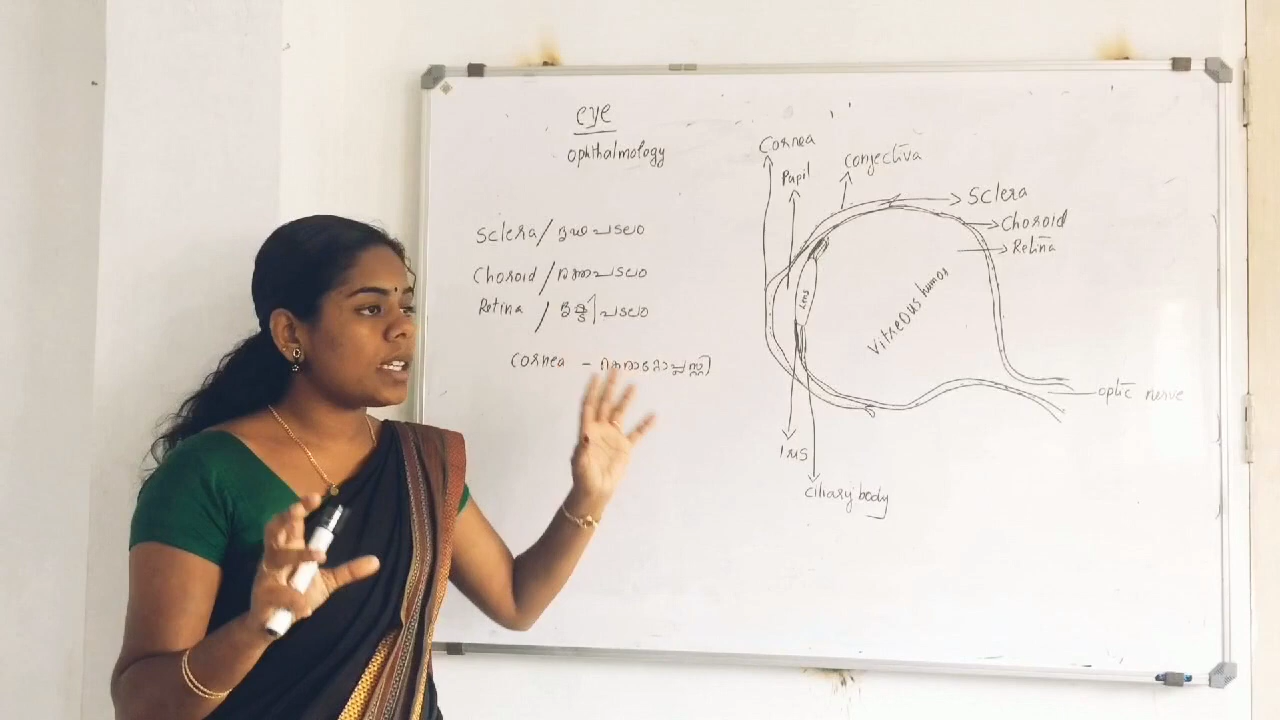 eye
ophthalmology
Sclera / ദൃഢപടലം
Choroid / രക്തപടലം
Retina / ദൃഷ്ടിപടലം
Cornea - കെരാറ്റോപ്ലാസ്റ്റി
Cornea
Pupil
Conjectiva
Sclera
Choroid
Retina
Lens
Vitreous humor
optic nerve
Iris
Ciliary body